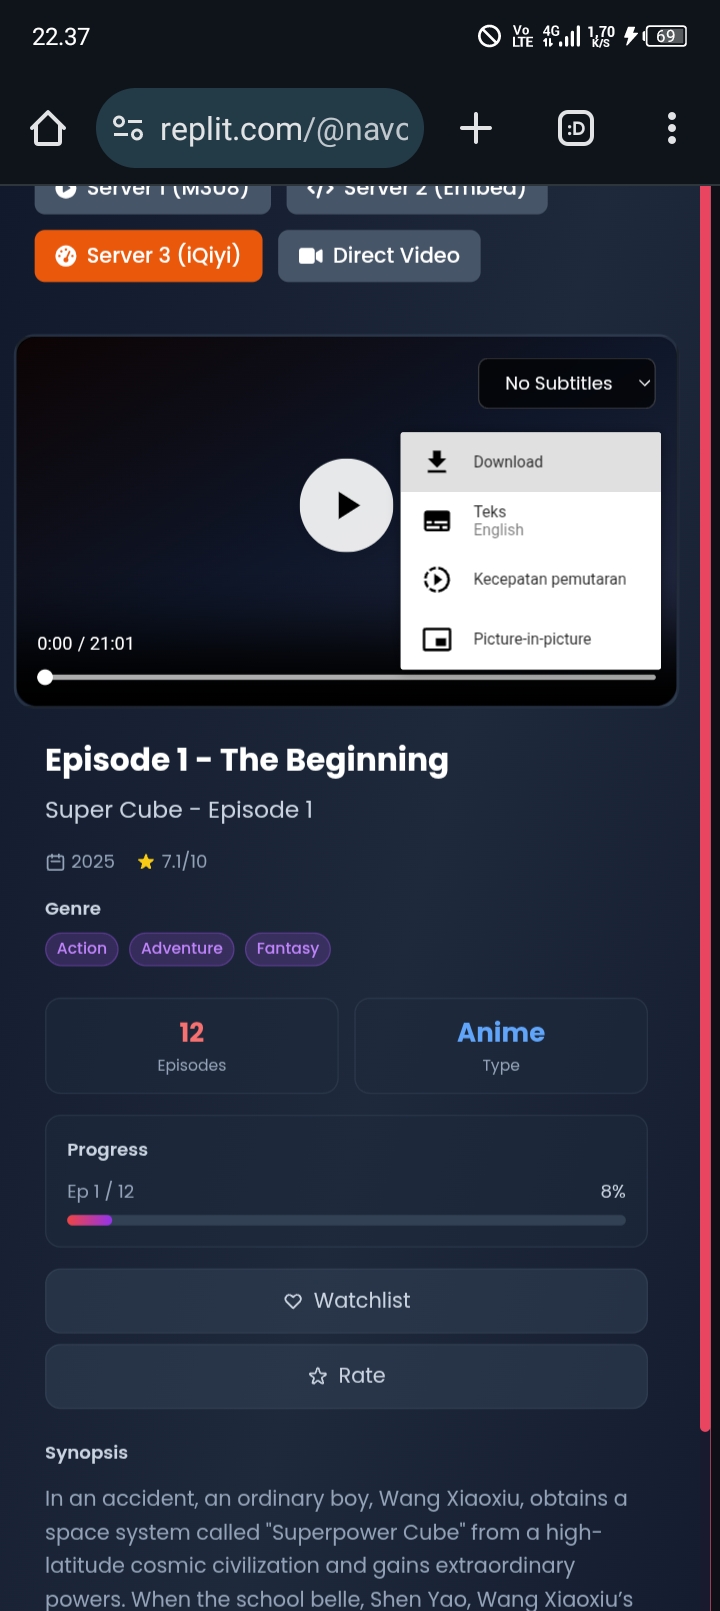 22.37
Vo LTE 4G 1,70 K/S 69
replit.com/@navc
Server 1 (M3U8) </> Server 2 (Embed)
Server 3 (iQiyi) Direct Video
No Subtitles
Download
Teks
English
Kecepatan pemutaran
Picture-in-picture
0:00 / 21:01
Episode 1 - The Beginning
Super Cube - Episode 1
2025 7.1/10
Genre
Action Adventure Fantasy
12 Anime
Episodes Type
Progress
Ep 1 / 12 8%
Watchlist
Rate
Synopsis
In an accident, an ordinary boy, Wang Xiaoxiu, obtains a
space system called "Superpower Cube" from a high-
latitude cosmic civilization and gains extraordinary
powers. When the school belle, Shen Yao, Wang Xiaoxiu's